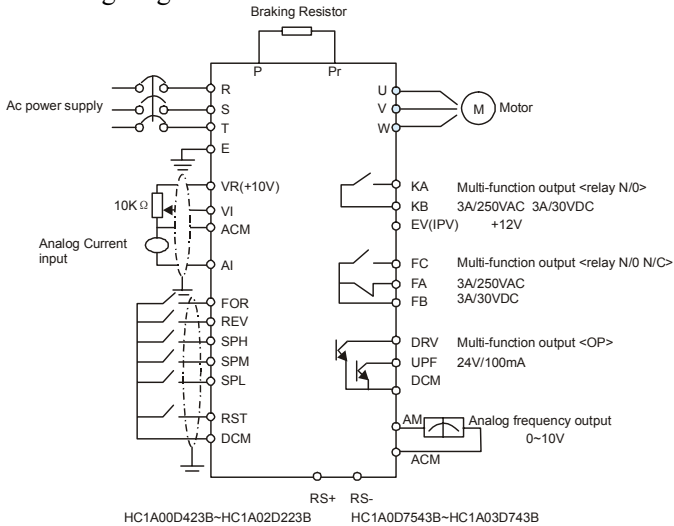 Braking Resistor
P Pr
Ac power supply
R
S
T
E
U
V
W
M Motor
VR(+10V)
10KΩ
VI
ACM
Analog Current
input
AI
KA Multi-function output <relay N/0>
KB 3A/250VAC 3A/30VDC
EV(IPV) +12V
FC Multi-function output <relay N/0 N/C>
FA 3A/250VAC
FB 3A/30VDC
FOR
REV
SPH
SPM
SPL
RST
DCM
DRV Multi-function output <OP>
UPF 24V/100mA
DCM
AM Analog frequency output
0~10V
ACM
RS+ RS-
HC1A00D423B~HC1A02D223B HC1A0D7543B~HC1A03D743B